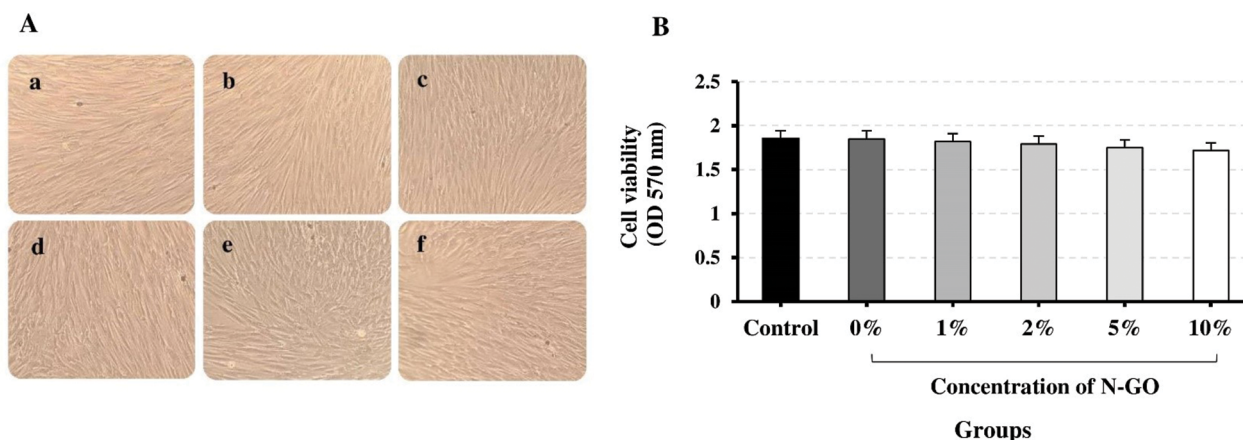 A
a
b
c
d
e
f
B
Cell viability
(OD 570 nm)
2.5
2
1.5
1
0.5
0
Control 0% 1% 2% 5% 10%
Concentration of N-GO
Groups